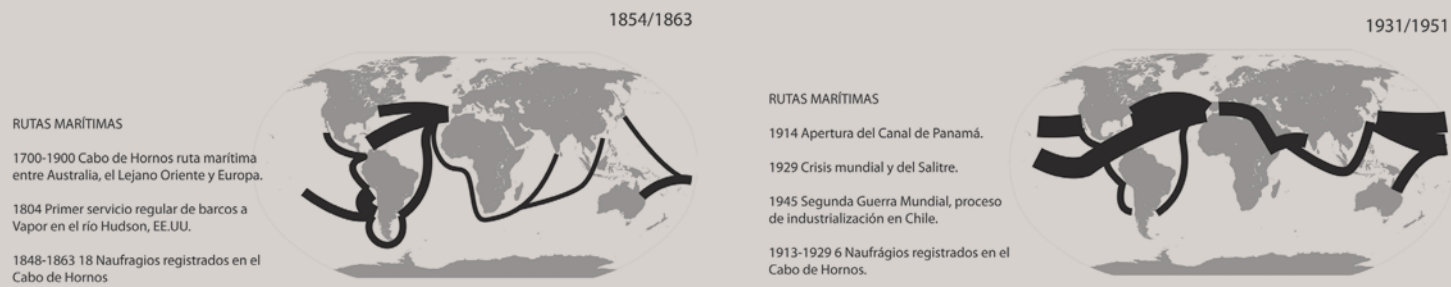 1854/1863
RUTAS MARÍTIMAS
1700-1900 Cabo de Hornos ruta marítima
entre Australia, el Lejano Oriente y Europa.
1804 Primer servicio regular de barcos a
Vapor en el río Hudson, EE.UU.
1848-1863 18 Naufragios registrados en el
Cabo de Hornos
1931/1951
RUTAS MARÍTIMAS
1914 Apertura del Canal de Panamá.
1929 Crisis mundial y del Salitre.
1945 Segunda Guerra Mundial, proceso
de industrialización en Chile.
1913-1929 6 Naufrágios registrados en el
Cabo de Hornos.